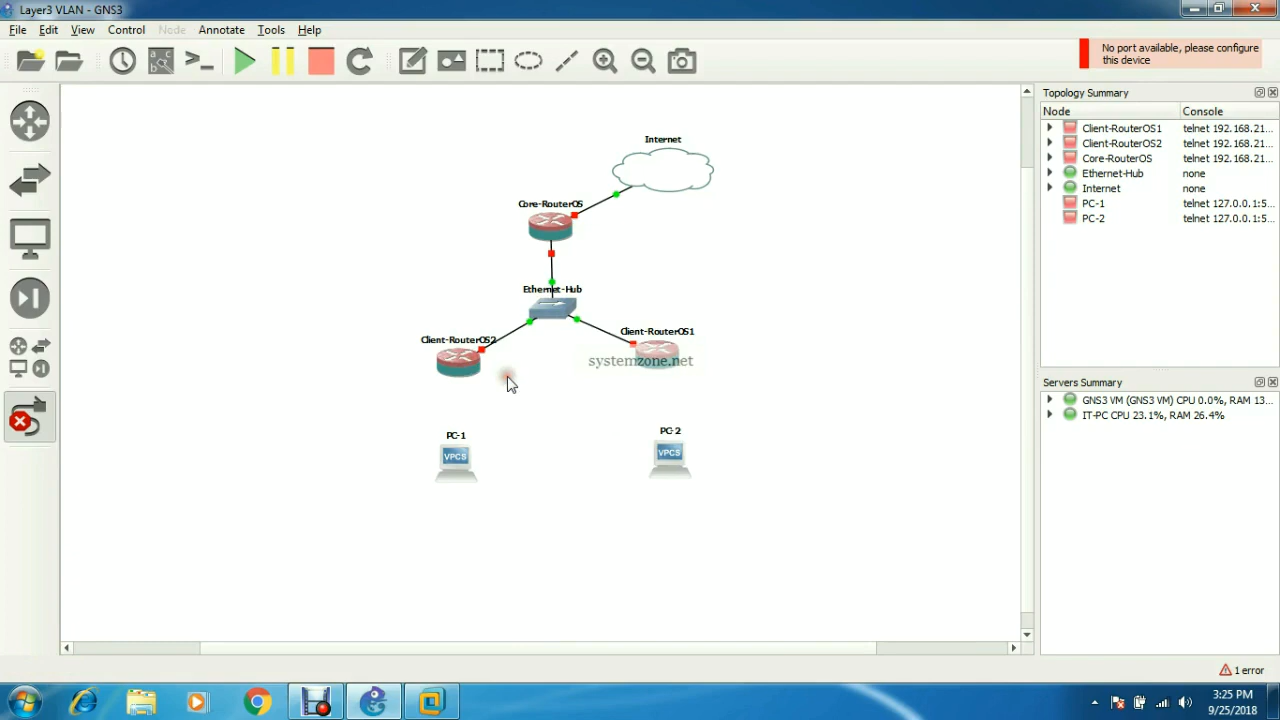 Layer3 VLAN - GNS3
File Edit View Control Node Annotate Tools Help
No port available, please configure
this device
Topology Summary
Node Console
Client-RouterOS1 telnet 192.168.21...
Client-RouterOS2 telnet 192.168.21...
Core-RouterOS telnet 192.168.21...
Ethernet-Hub none
Internet none
PC-1 telnet 127.0.0.1:5...
PC-2 telnet 127.0.0.1:5...
Internet
Core-RouterOS
Ethernet-Hub
Client-RouterOS2
Client-RouterOS1
systemzone.net
PC-1
VPCS
PC-2
VPCS
Servers Summary
GNS3 VM (GNS3 VM) CPU 0.0%, RAM 13...
IT-PC CPU 23.1%, RAM 26.4%
1 error
3:25 PM
9/25/2018